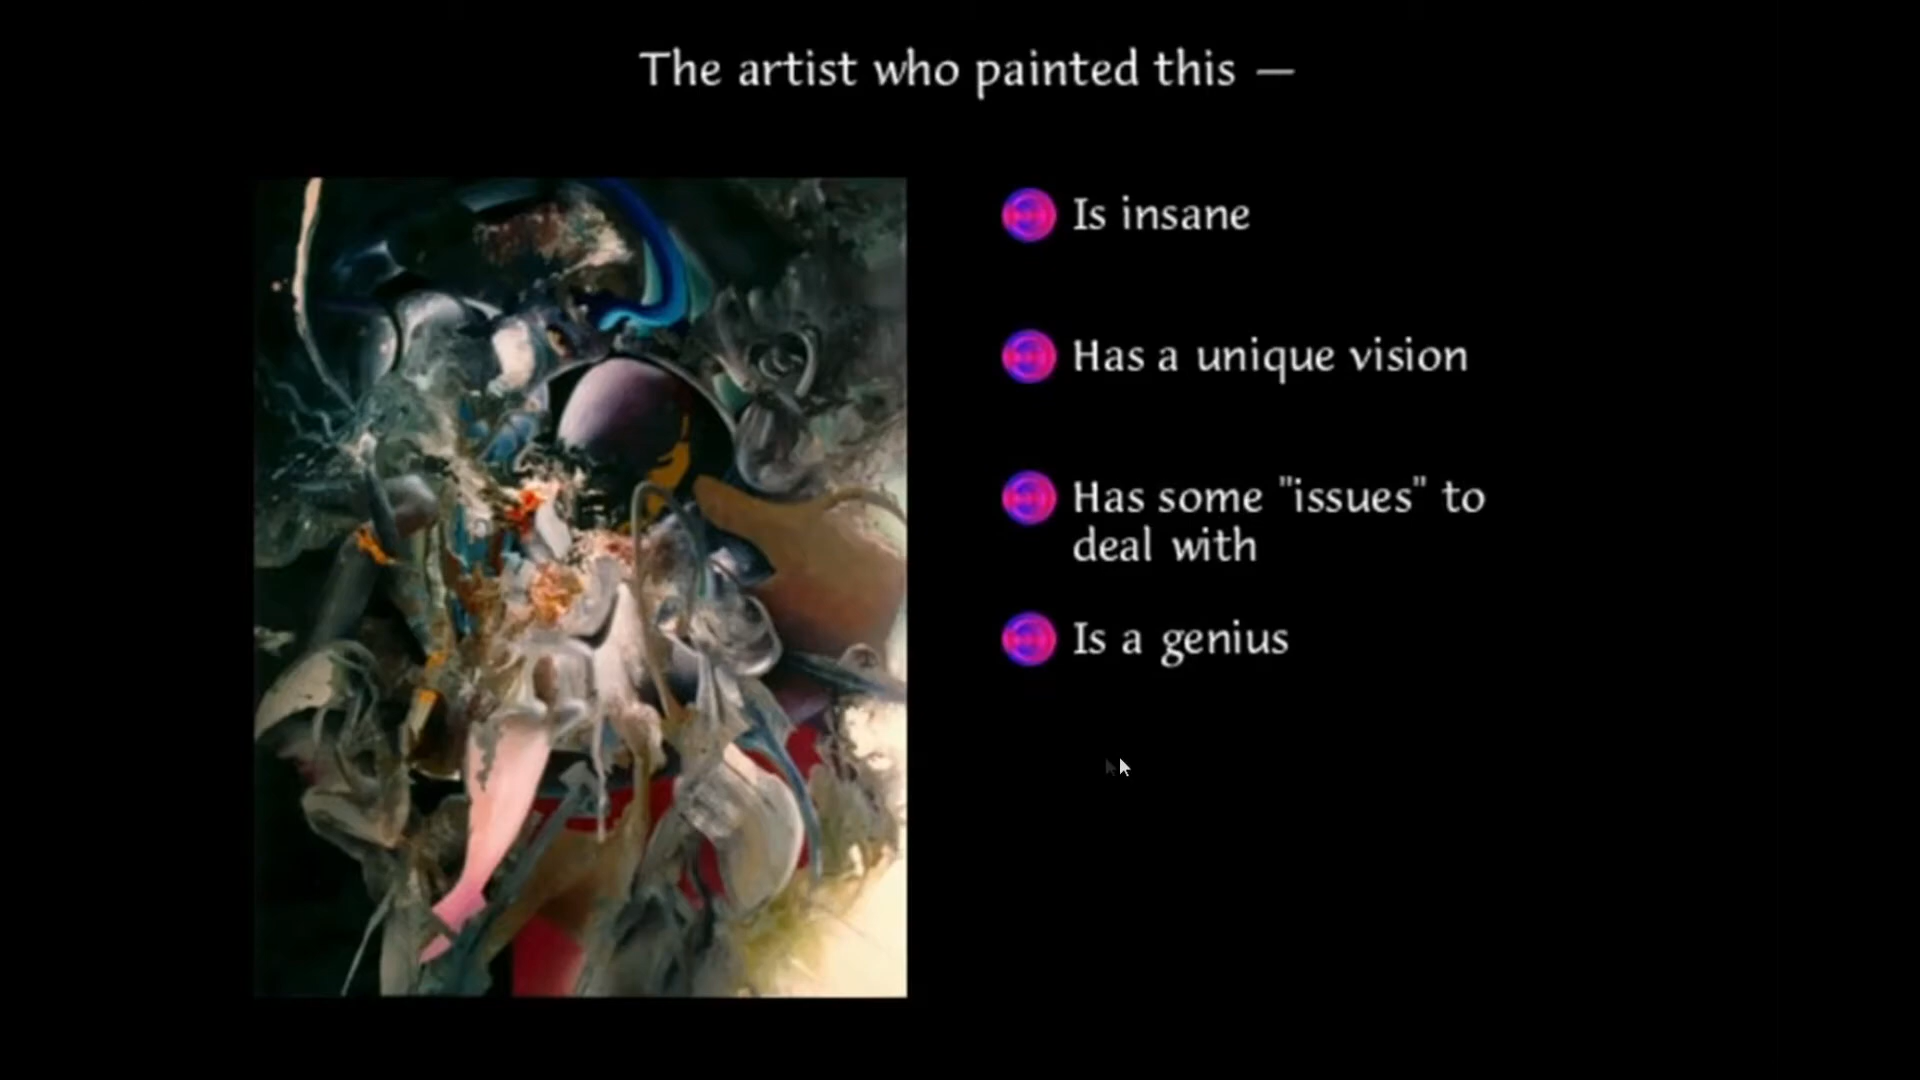 The artist who painted this —
Is insane
Has a unique vision
Has some "issues" to
deal with
Is a genius